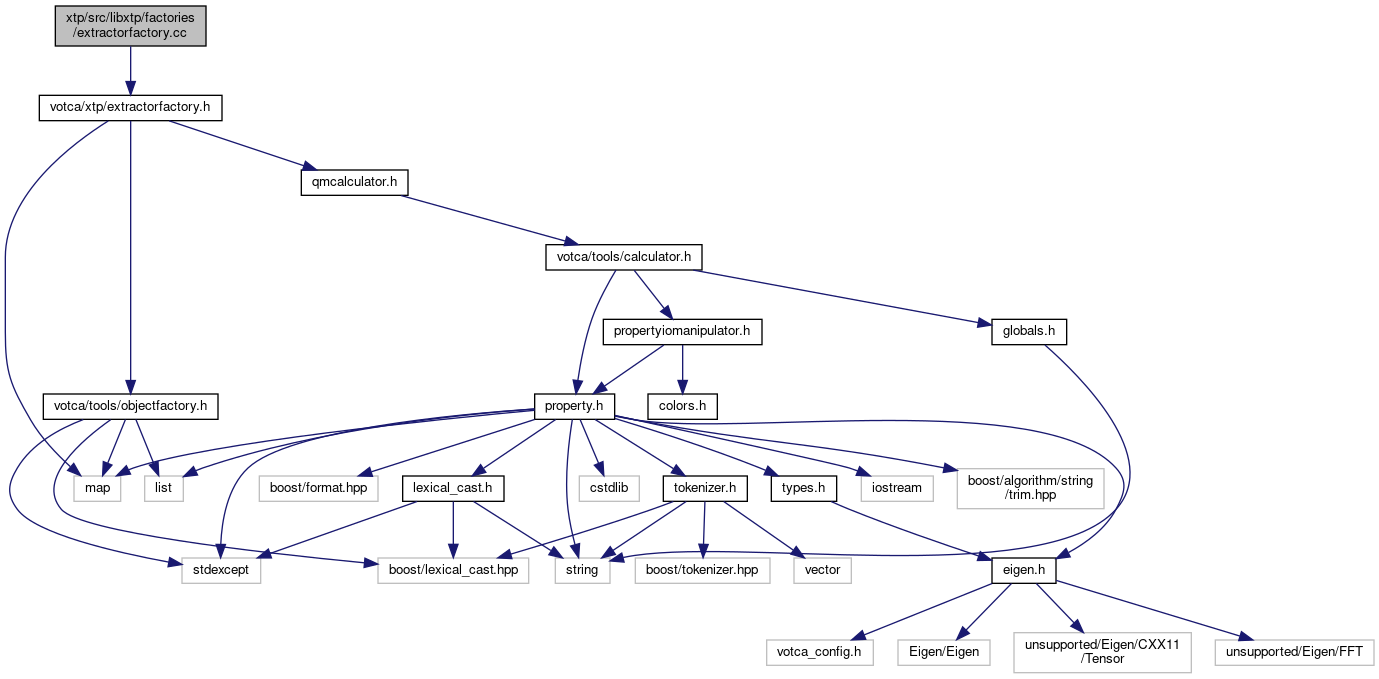 xtp/src/libxtp/factories
/extractorfactory.cc
votca/xtp/extractorfactory.h
qmcalculator.h
votca/tools/calculator.h
propertyiomanipulator.h
globals.h
votca/tools/objectfactory.h
property.h
colors.h
map
list
boost/format.hpp
lexical_cast.h
cstdlib
tokenizer.h
types.h
iostream
boost/algorithm/string
/trim.hpp
stdexcept
boost/lexical_cast.hpp
string
boost/tokenizer.hpp
vector
eigen.h
votca_config.h
Eigen/Eigen
unsupported/Eigen/CXX11
/Tensor
unsupported/Eigen/FFT